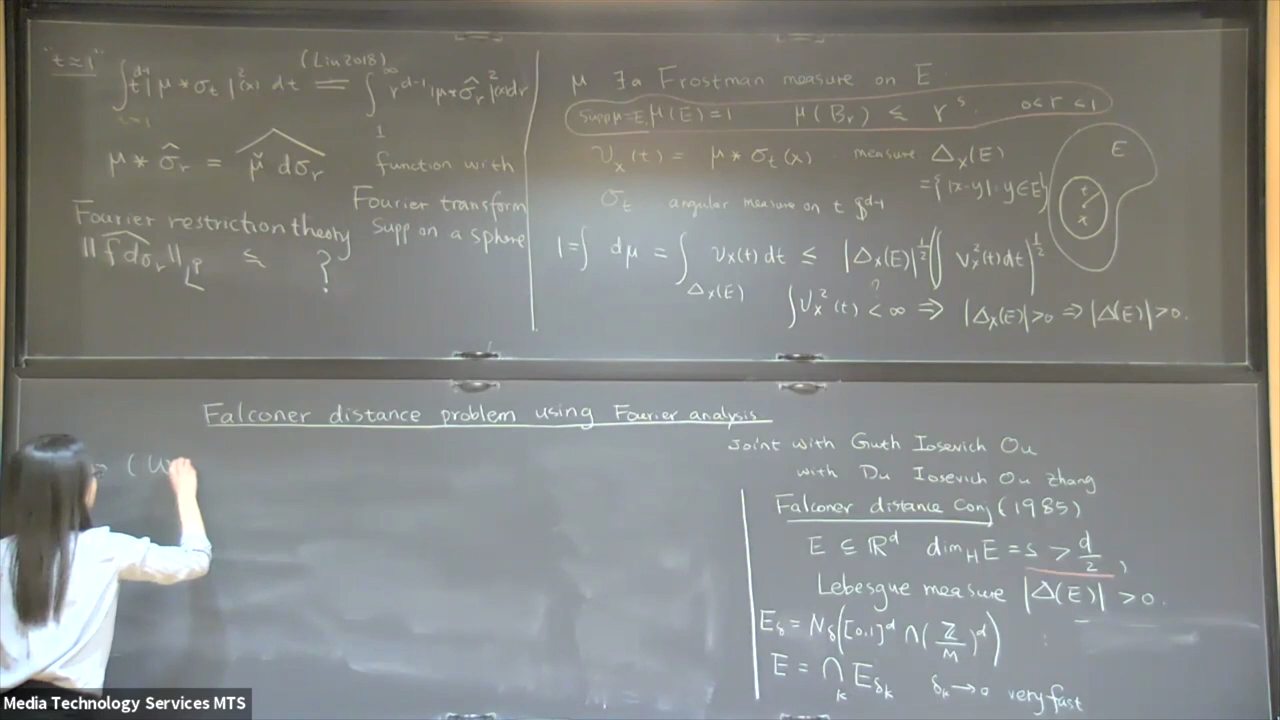 "t ≈ 1"
(Liu 2018)
∫ t^{d-1} |μ * σ_t|²(x) dt = ∫_1^∞ r^{d-1} |μ * σ̂_r|²(x) dr
μ * σ̂_r = \widehat{μ̌ dσ_r} function with
Fourier transform
supp on a sphere
Fourier restriction theory
‖\widehat{f dσ_r}‖_{L^p} ≲ ?
μ ∃ a Frostman measure on E
supp μ = E, μ(E) = 1 μ(B_r) ≤ r^s. 0 < r < 1
ν_x(t) = μ * σ_t(x) measure Δ_x(E)
= {|x-y| : y ∈ E}
σ_t angular measure on t S^{d-1}
1 = ∫ dμ = ∫_{Δ_x(E)} ν_x(t) dt ≤ |Δ_x(E)|^{1/2} (∫ ν_x²(t) dt)^{1/2}
?
∫ ν_x²(t) < ∞ ⟹ |Δ_x(E)| > 0 ⟹ |Δ(E)| > 0.
E
t
x
Falconer distance problem using Fourier analysis
Joint with Guth Iosevich Ou
with Du Iosevich Ou Zhang
Falconer distance conj (1985)
E ⊆ ℝ^d dim_H E = s > d/2,
Lebesgue measure |Δ(E)| > 0.
E_δ = N_δ([0,1]^d ∩ (ℤ/M)^d)
E = ∩_k E_{δ_k} δ_k → 0 very fast
Media Technology Services MTS